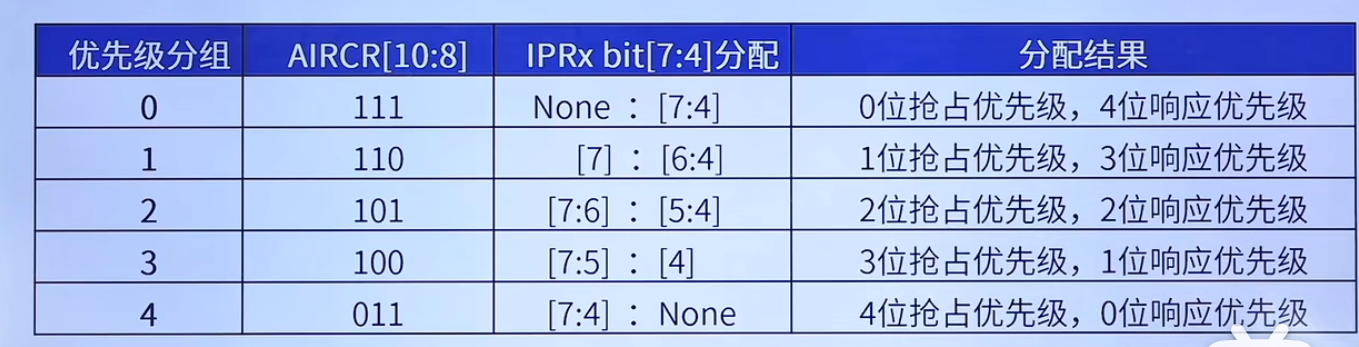 优先级分组 AIRCR[10:8] IPRx bit[7:4]分配 分配结果
0 111 None : [7:4] 0位抢占优先级，4位响应优先级
1 110 [7] : [6:4] 1位抢占优先级，3位响应优先级
2 101 [7:6] : [5:4] 2位抢占优先级，2位响应优先级
3 100 [7:5] : [4] 3位抢占优先级，1位响应优先级
4 011 [7:4] : None 4位抢占优先级，0位响应优先级